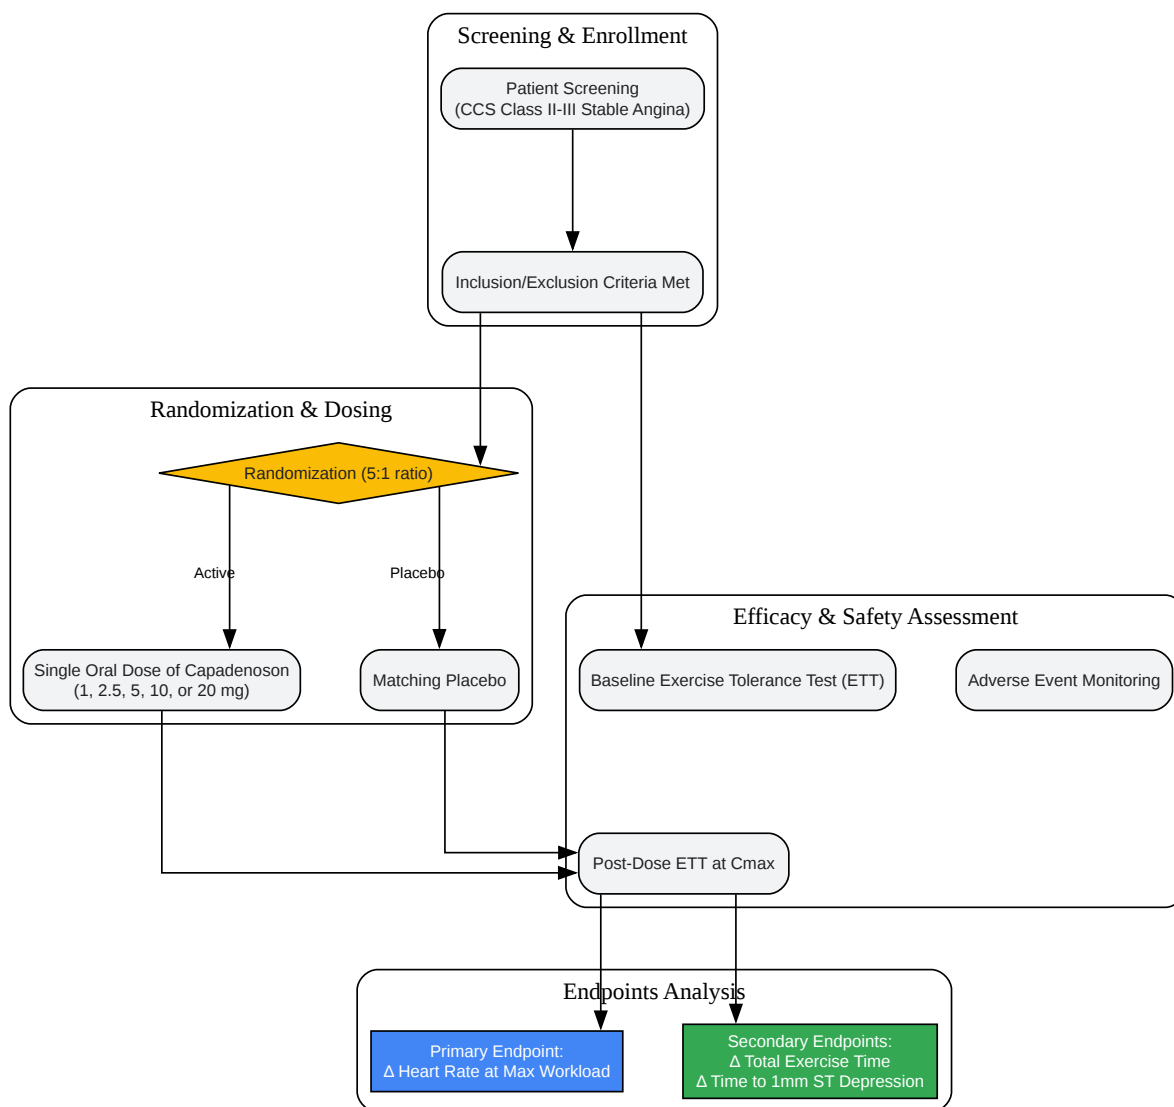 Screening & Enrollment
Patient Screening
(CCS Class II-III Stable Angina)
Inclusion/Exclusion Criteria Met
Randomization & Dosing
Randomization (5:1 ratio)
Active
Placebo
Single Oral Dose of Capadenoson
(1, 2.5, 5, 10, or 20 mg)
Matching Placebo
Efficacy & Safety Assessment
Baseline Exercise Tolerance Test (ETT)
Adverse Event Monitoring
Post-Dose ETT at Cmax
Endpoints Analysis
Primary Endpoint:
Δ Heart Rate at Max Workload
Secondary Endpoints:
Δ Total Exercise Time
Δ Time to 1mm ST Depression